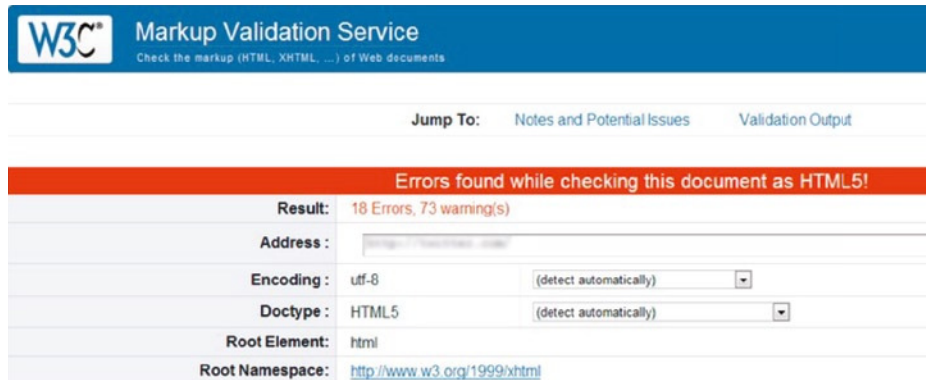 W3C®
Markup Validation Service
Check the markup (HTML, XHTML, ...) of Web documents
Jump To: Notes and Potential Issues Validation Output
Errors found while checking this document as HTML5!
Result: 18 Errors, 73 warning(s)
Address :
Encoding : utf-8 (detect automatically)
Doctype : HTML5 (detect automatically)
Root Element: html
Root Namespace: http://www.w3.org/1999/xhtml